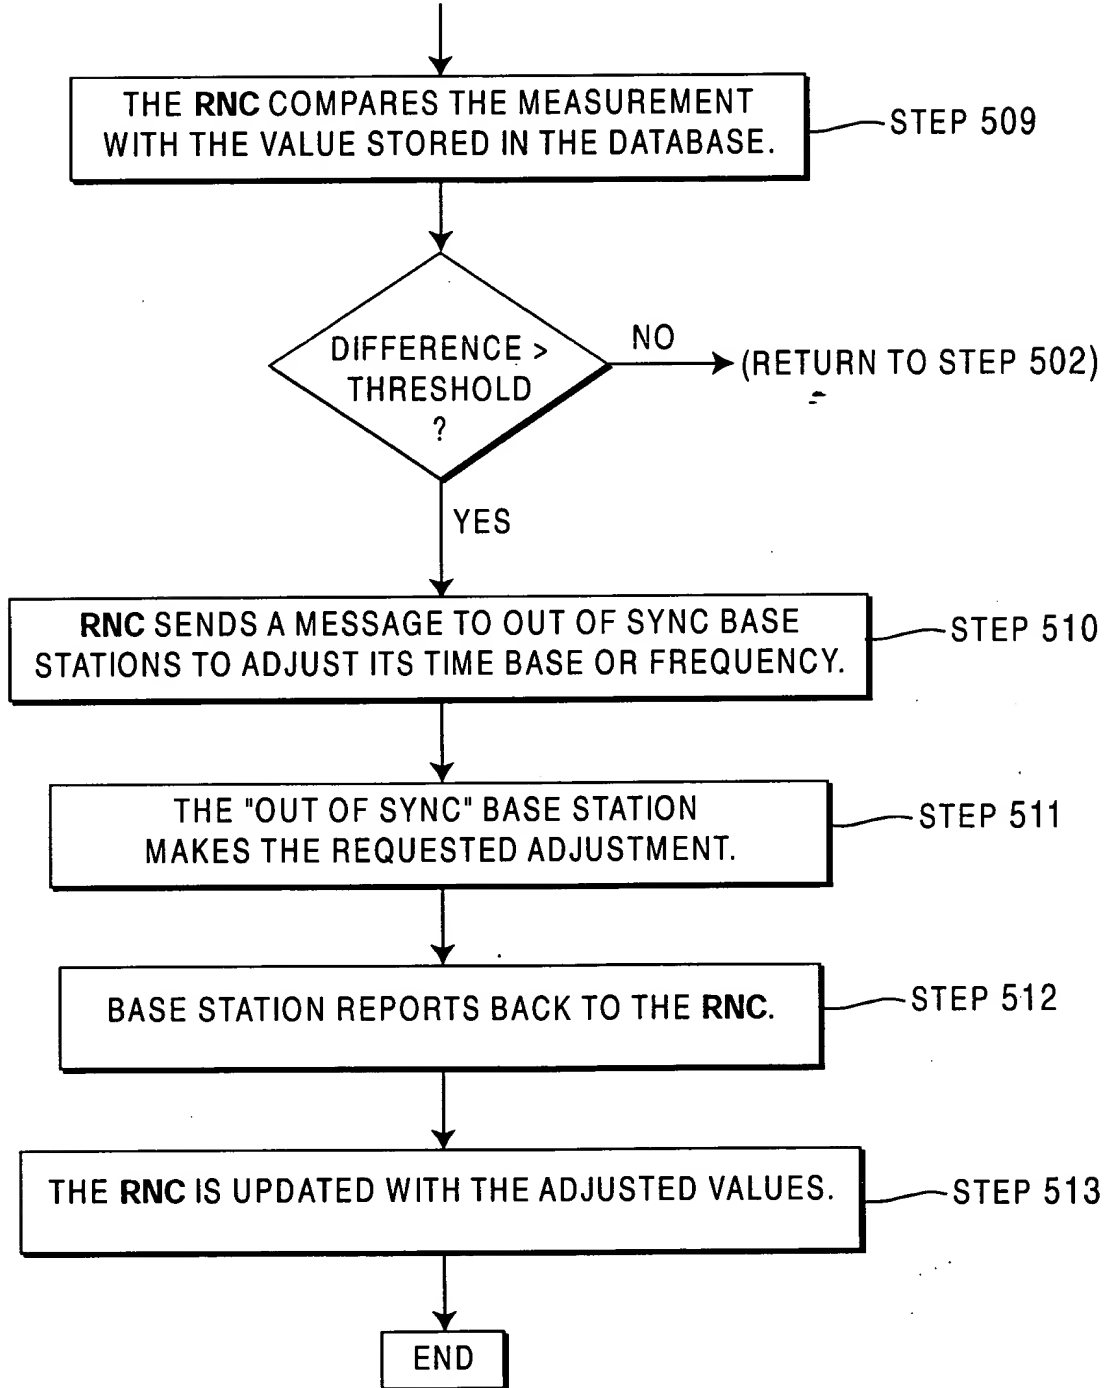 THE RNC COMPARES THE MEASUREMENT
WITH THE VALUE STORED IN THE DATABASE.
STEP 509
DIFFERENCE >
THRESHOLD
?
NO
(RETURN TO STEP 502)
YES
RNC SENDS A MESSAGE TO OUT OF SYNC BASE
STATIONS TO ADJUST ITS TIME BASE OR FREQUENCY.
STEP 510
THE "OUT OF SYNC" BASE STATION
MAKES THE REQUESTED ADJUSTMENT.
STEP 511
BASE STATION REPORTS BACK TO THE RNC.
STEP 512
THE RNC IS UPDATED WITH THE ADJUSTED VALUES.
STEP 513
END